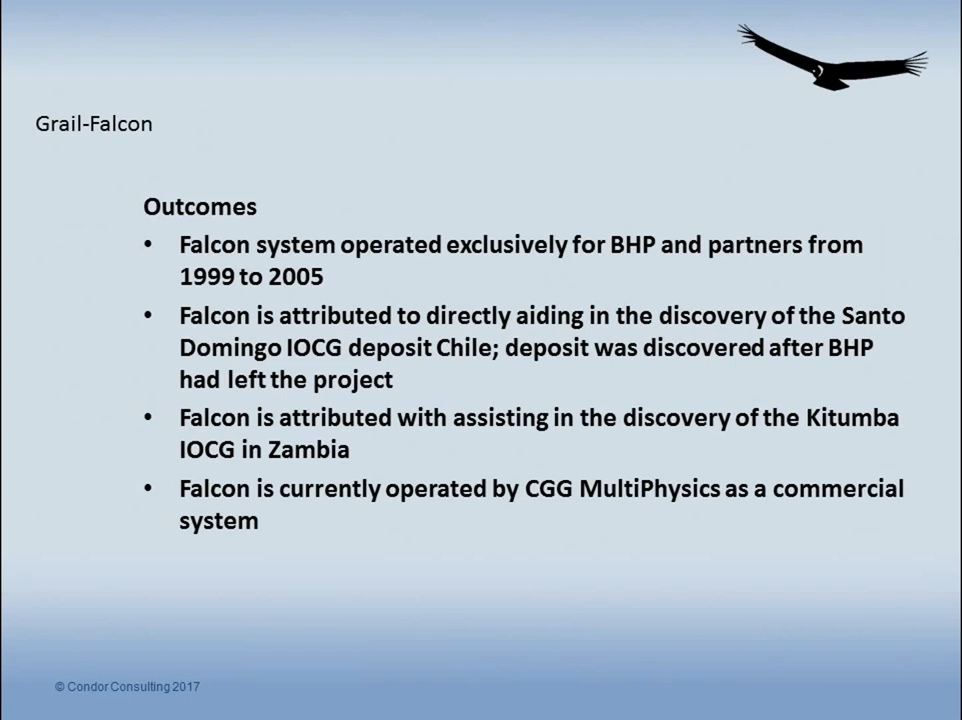 Grail-Falcon
Outcomes
• Falcon system operated exclusively for BHP and partners from
1999 to 2005
• Falcon is attributed to directly aiding in the discovery of the Santo
Domingo IOCG deposit Chile; deposit was discovered after BHP
had left the project
• Falcon is attributed with assisting in the discovery of the Kitumba
IOCG in Zambia
• Falcon is currently operated by CGG MultiPhysics as a commercial
system
© Condor Consulting 2017